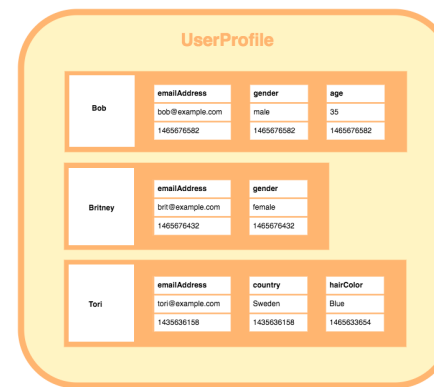 UserProfile
Bob
emailAddress gender age
bob@example.com male 35
1465676582 1465676582 1465676582
Britney
emailAddress gender
brit@example.com female
1465676432 1465676432
Tori
emailAddress country hairColor
tori@example.com Sweden Blue
1435636158 1435636158 1465633654